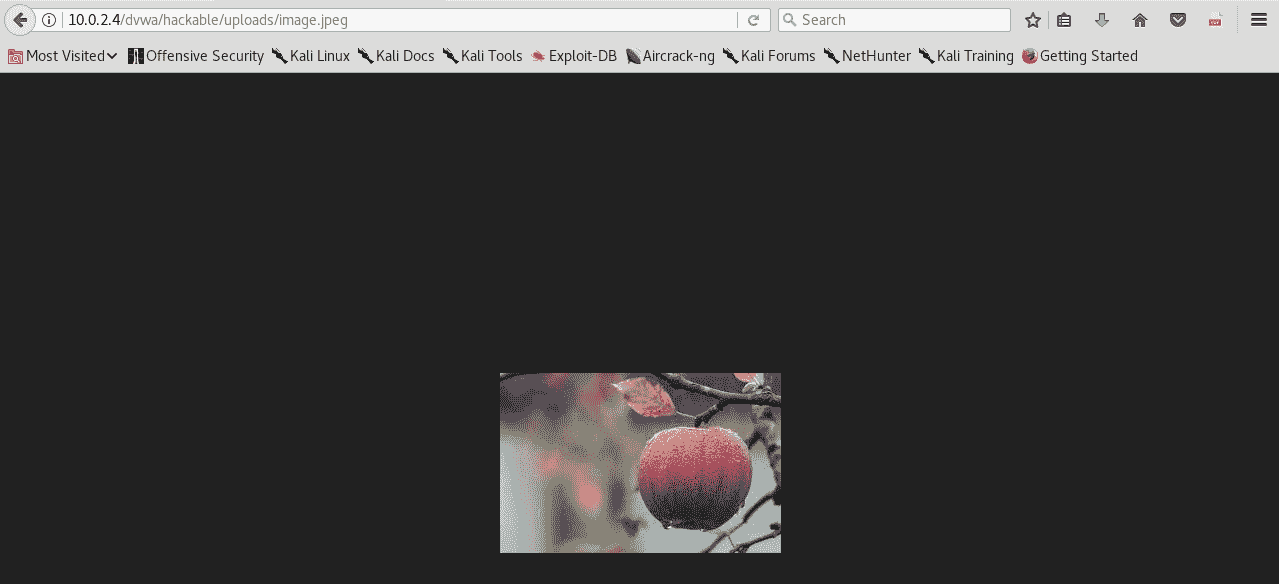 10.0.2.4/dvwa/hackable/uploads/image.jpeg Search
Most Visited Offensive Security Kali Linux Kali Docs Kali Tools Exploit-DB Aircrack-ng Kali Forums NetHunter Kali Training Getting Started